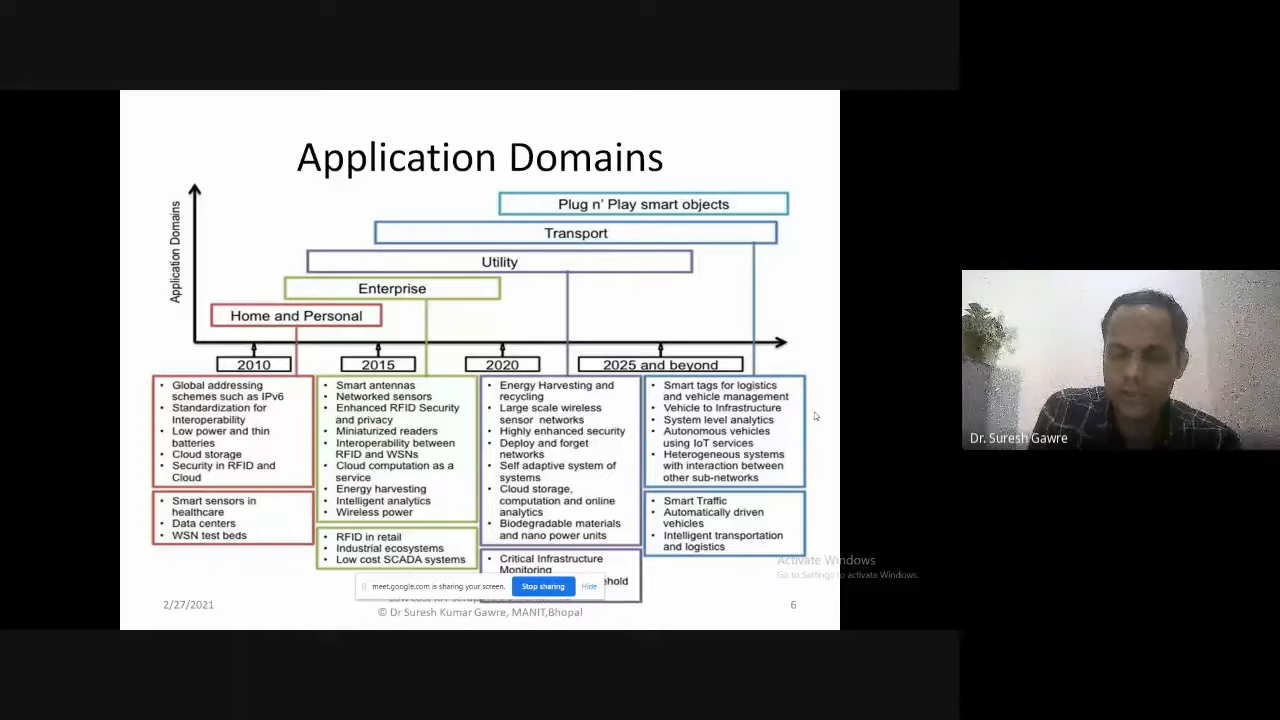 Application Domains
Application Domains
Plug n' Play smart objects
Transport
Utility
Enterprise
Home and Personal
2010
2015
2020
2025 and beyond
• Global addressing
schemes such as IPv6
• Standardization for
Interoperability
• Low power and thin
batteries
• Cloud storage
• Security in RFID and
Cloud
• Smart sensors in
healthcare
• Data centers
• WSN test beds
• Smart antennas
• Networked sensors
• Enhanced RFID Security
and privacy
• Miniaturized readers
• Interoperability between
RFID and WSNs
• Cloud computation as a
service
• Energy harvesting
• Intelligent analytics
• Wireless power
• RFID in retail
• Industrial ecosystems
• Low cost SCADA systems
• Energy Harvesting and
recycling
• Large scale wireless
sensor networks
• Highly enhanced security
• Deploy and forget
networks
• Self adaptive system of
systems
• Cloud storage,
computation and online
analytics
• Biodegradable materials
and nano power units
• Critical Infrastructure
Monitoring
• Smart tags for logistics
and vehicle management
• Vehicle to Infrastructure
• System level analytics
• Autonomous vehicles
using IoT services
• Heterogeneous systems
with interaction between
other sub-networks
• Smart Traffic
• Automatically driven
vehicles
• Intelligent transportation
and logistics
meet.google.com is sharing your screen.
Stop sharing
Hide
2/27/2021
© Dr Suresh Kumar Gawre, MANIT,Bhopal
6
Activate Windows
Go to Settings to activate Windows.
Dr. Suresh Gawre